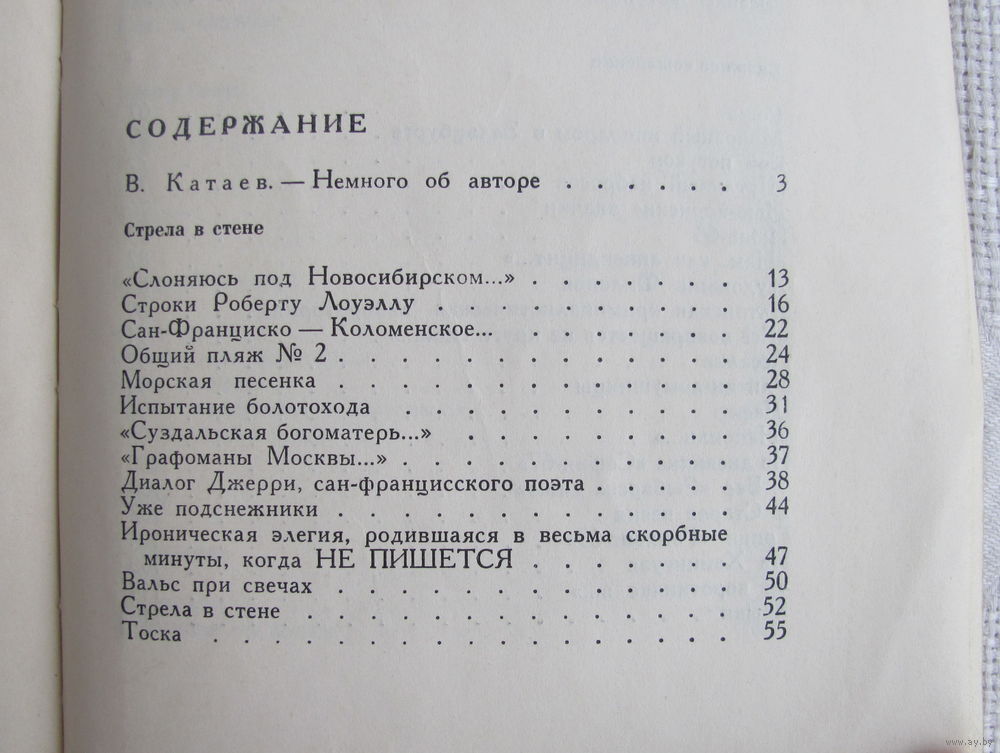 СОДЕРЖАНИЕ
В. Катаев. — Немного об авторе . . . . . . 3
Стрела в стене
«Слоняюсь под Новосибирском...» . . . . . . . 13
Строки Роберту Лоуэллу . . . . . . . . . 16
Сан-Франциско — Коломенское... . . . . . . . 22
Общий пляж № 2 . . . . . . . . . . . 24
Морская песенка . . . . . . . . . . . 28
Испытание болотохода . . . . . . . . . 31
«Суздальская богоматерь...» . . . . . . . 36
«Графоманы Москвы...» . . . . . . . . . 37
Диалог Джерри, сан-францисского поэта . . . . . 38
Уже подснежники . . . . . . . . . . . 44
Ироническая элегия, родившаяся в весьма скорбные
минуты, когда НЕ ПИШЕТСЯ . . . . . 47
Вальс при свечах . . . . . . . . . . . 50
Стрела в стене . . . . . . . . . . . . 52
Тоска . . . . . . . . . . . . . . . 55
www.ay.by